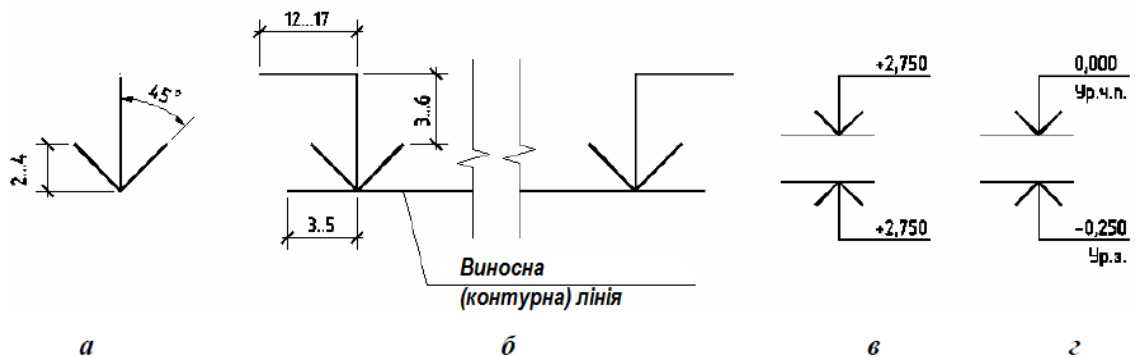 45°
2...4
12...17
3...6
3..5
Виносна
(контурна) лінія
+2,750
+2,750
0,000
Ур.ч.п.
-0,250
Ур.з.
а
б
в
г